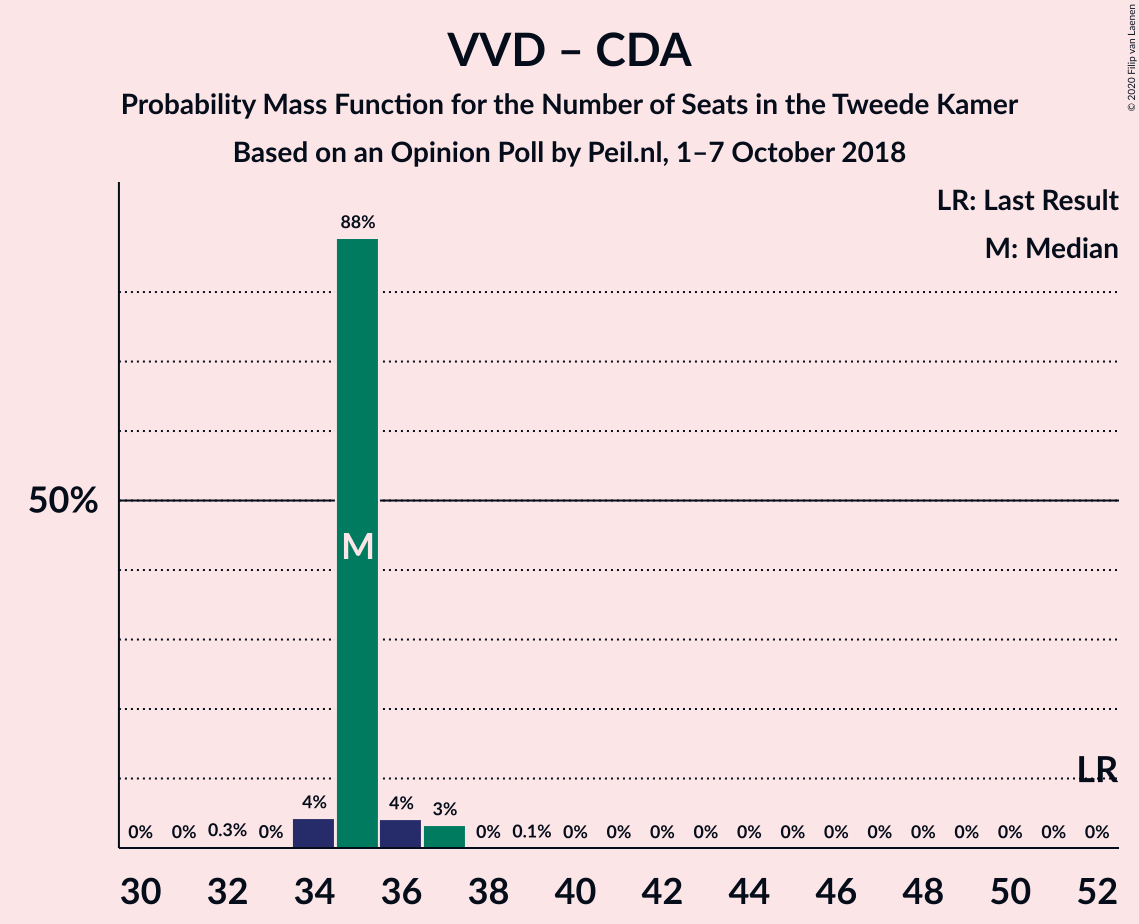 VVD – CDA
Probability Mass Function for the Number of Seats in the Tweede Kamer
Based on an Opinion Poll by Peil.nl, 1–7 October 2018
© 2020 Filip van Laenen
LR: Last Result
M: Median
88%
50%
M
LR
0% 0% 0.3% 0% 4% 4% 3% 0% 0.1% 0% 0% 0% 0% 0% 0% 0% 0% 0% 0% 0% 0% 0%
30 32 34 36 38 40 42 44 46 48 50 52